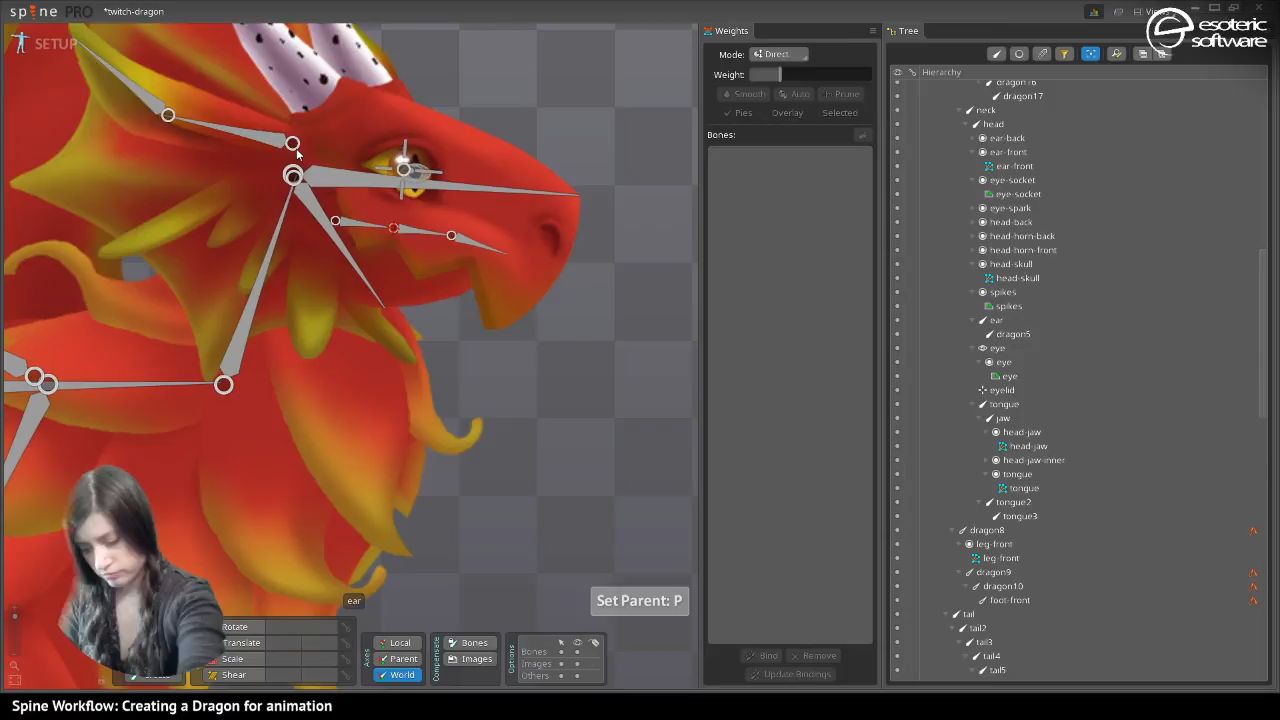 spine PRO
*twitch-dragon
Views
esoteric
software
SETUP
Weights
Tree
Mode:
Direct
Weight:
Smooth
Auto
Prune
Pies
Overlay
Selected
Bones:
Hierarchy
dragon16
dragon17
neck
head
ear-back
ear-front
ear-front
eye-socket
eye-socket
eye-spark
head-back
head-horn-back
head-horn-front
head-skull
head-skull
spikes
spikes
ear
dragon5
eye
eye
eye
eyelid
tongue
jaw
head-jaw
head-jaw
head-jaw-inner
tongue
tongue
tongue2
tongue3
dragon8
leg-front
leg-front
dragon9
dragon10
foot-front
tail
tail2
tail3
tail4
tail5
ear
Set Parent: P
Rotate
Translate
Scale
Shear
Axes
Local
Parent
World
Compensate
Bones
Images
Options
Bones
Images
Others
Bind
Remove
Update Bindings
Spine Workflow: Creating a Dragon for animation